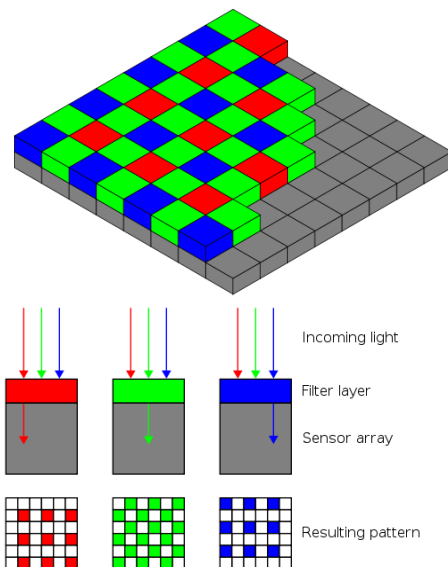 Incoming light
Filter layer
Sensor array
Resulting pattern